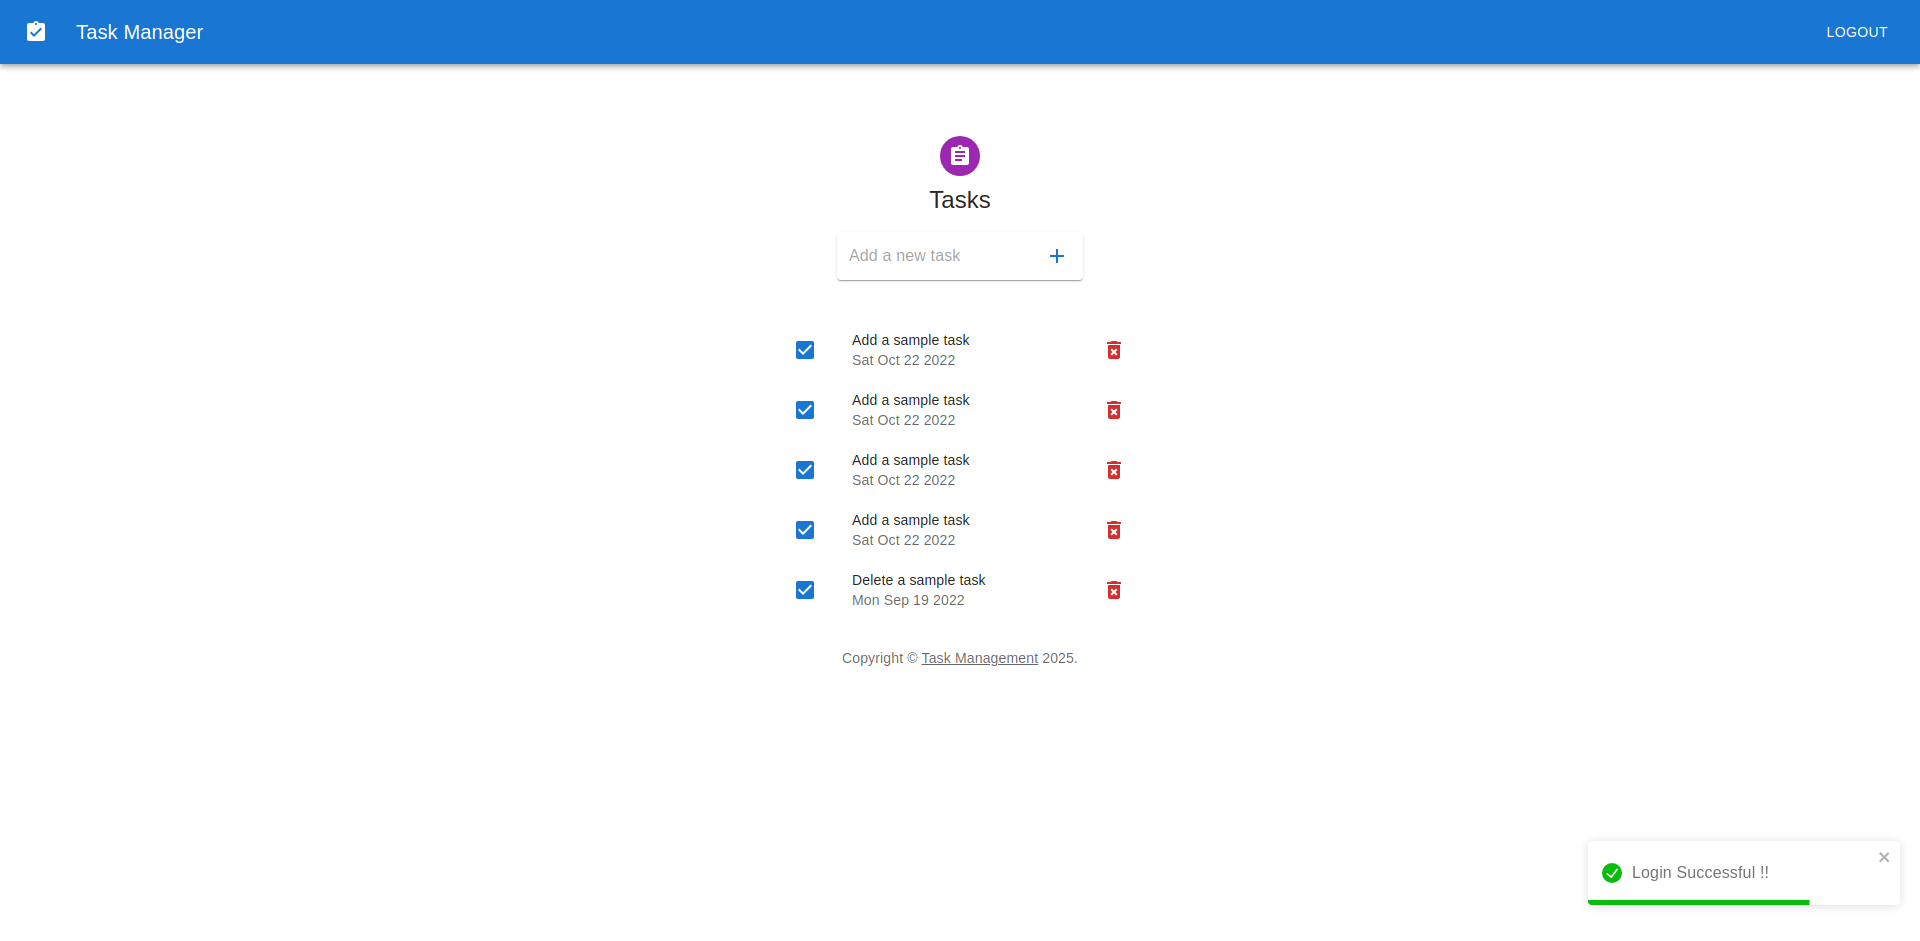 Task Manager
LOGOUT
Tasks
Add a new task
Add a sample task
Sat Oct 22 2022
Add a sample task
Sat Oct 22 2022
Add a sample task
Sat Oct 22 2022
Add a sample task
Sat Oct 22 2022
Delete a sample task
Mon Sep 19 2022
Copyright © Task Management 2025.
Login Successful !!